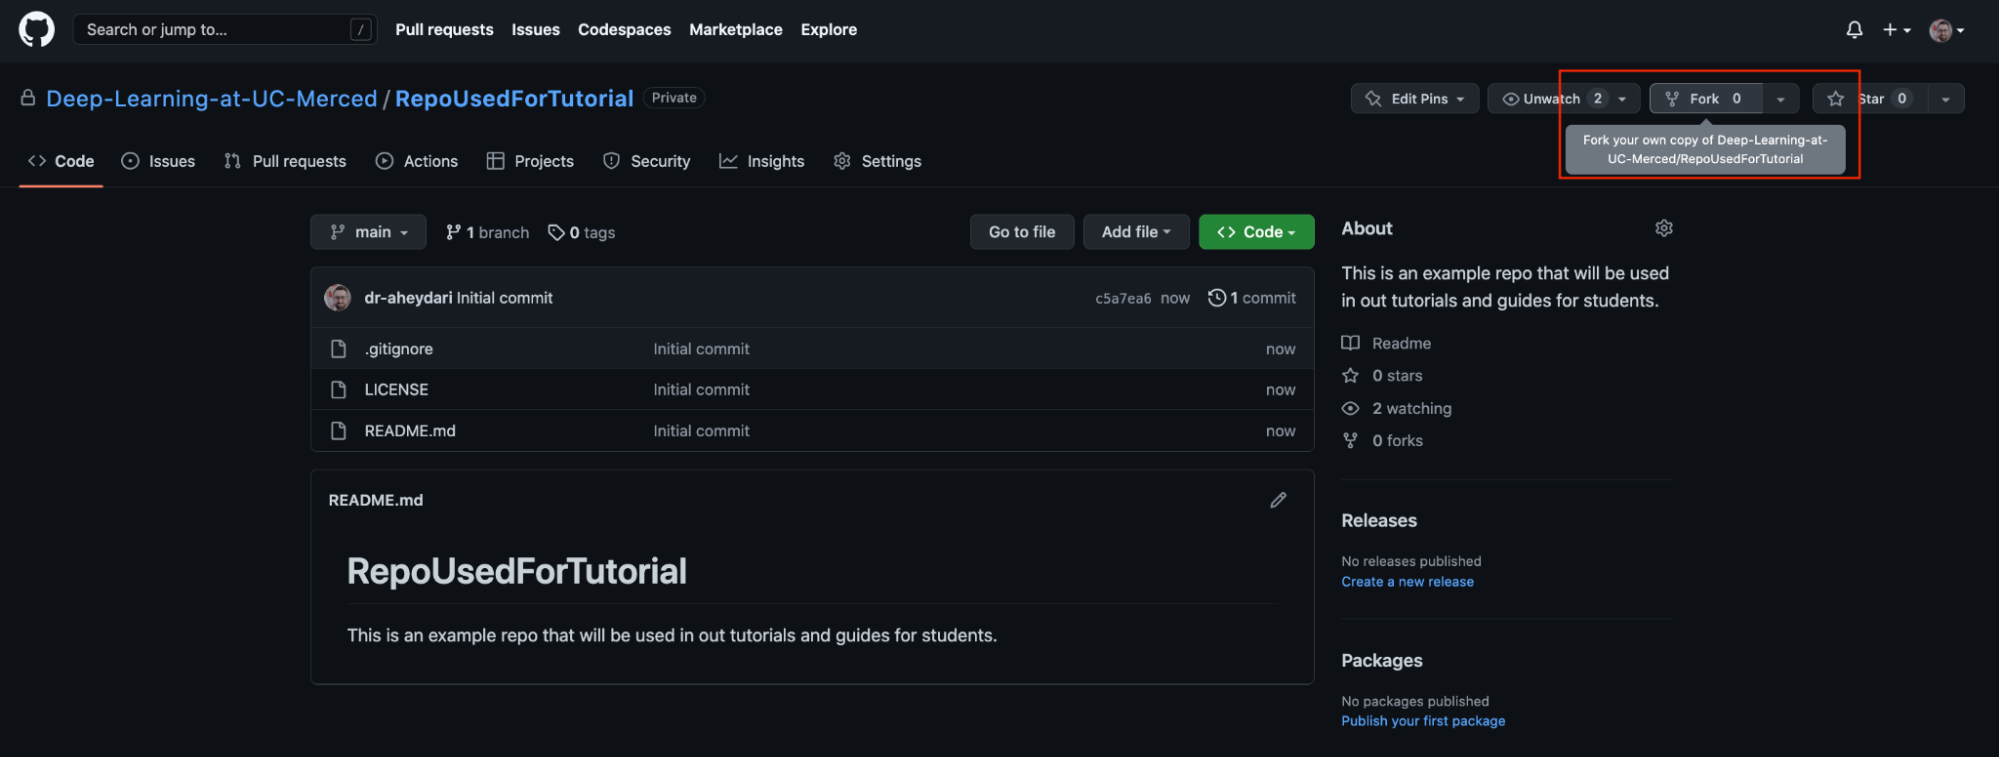 Search or jump to... / Pull requests Issues Codespaces Marketplace Explore
Deep-Learning-at-UC-Merced / RepoUsedForTutorial Private Edit Pins Unwatch 2 Fork 0 Star 0
Fork your own copy of Deep-Learning-at-
UC-Merced/RepoUsedForTutorial
Code Issues Pull requests Actions Projects Security Insights Settings
main 1 branch 0 tags Go to file Add file Code
dr-aheydari Initial commit c5a7ea6 now 1 commit
.gitignore Initial commit now
LICENSE Initial commit now
README.md Initial commit now
README.md
RepoUsedForTutorial
This is an example repo that will be used in out tutorials and guides for students.
About
This is an example repo that will be used
in out tutorials and guides for students.
Readme
0 stars
2 watching
0 forks
Releases
No releases published
Create a new release
Packages
No packages published
Publish your first package